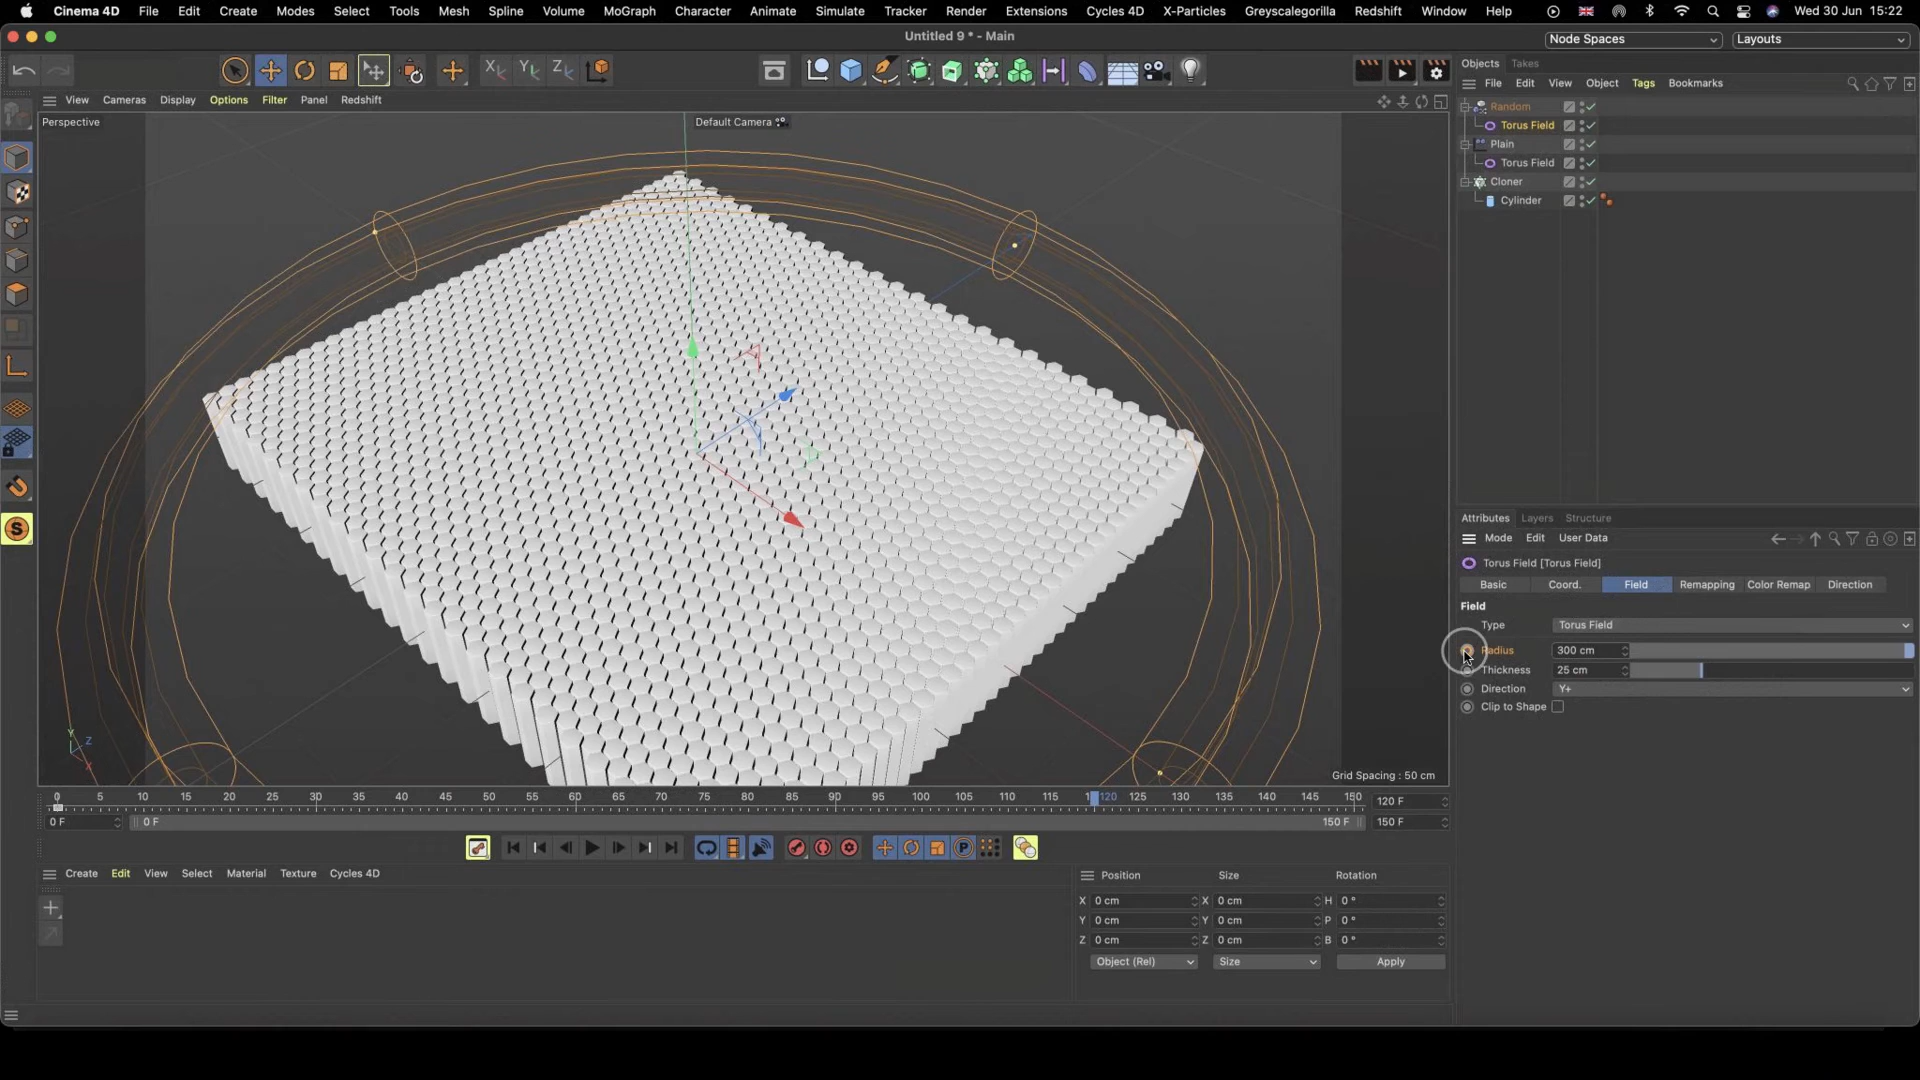 Cinema 4D File Edit Create Modes Select Tools Mesh Spline Volume MoGraph Character Animate Simulate Tracker Render Extensions Cycles 4D X-Particles Greyscalegorilla Redshift Window Help Wed 30 Jun 15:22
Untitled 9 * - Main
Node Spaces Layouts
Objects Takes
File Edit View Object Tags Bookmarks
View Cameras Display Options Filter Panel Redshift
Perspective
Default Camera
Random
Torus Field
Plain
Torus Field
Cloner
Cylinder
Attributes Layers Structure
Mode Edit User Data
Torus Field [Torus Field]
Basic Coord. Field Remapping Color Remap Direction
Field
Type Torus Field
Radius 300 cm
Thickness 25 cm
Direction Y+
Clip to Shape
Y Z X
Grid Spacing : 50 cm
0 5 10 15 20 25 30 35 40 45 50 55 60 65 70 75 80 85 90 95 100 105 110 115 120 125 130 135 140 145 150 120 F
0 F 0 F 150 F 150 F
Create Edit View Select Material Texture Cycles 4D
Position Size Rotation
X 0 cm X 0 cm H 0 °
Y 0 cm Y 0 cm P 0 °
Z 0 cm Z 0 cm B 0 °
Object (Rel) Size Apply